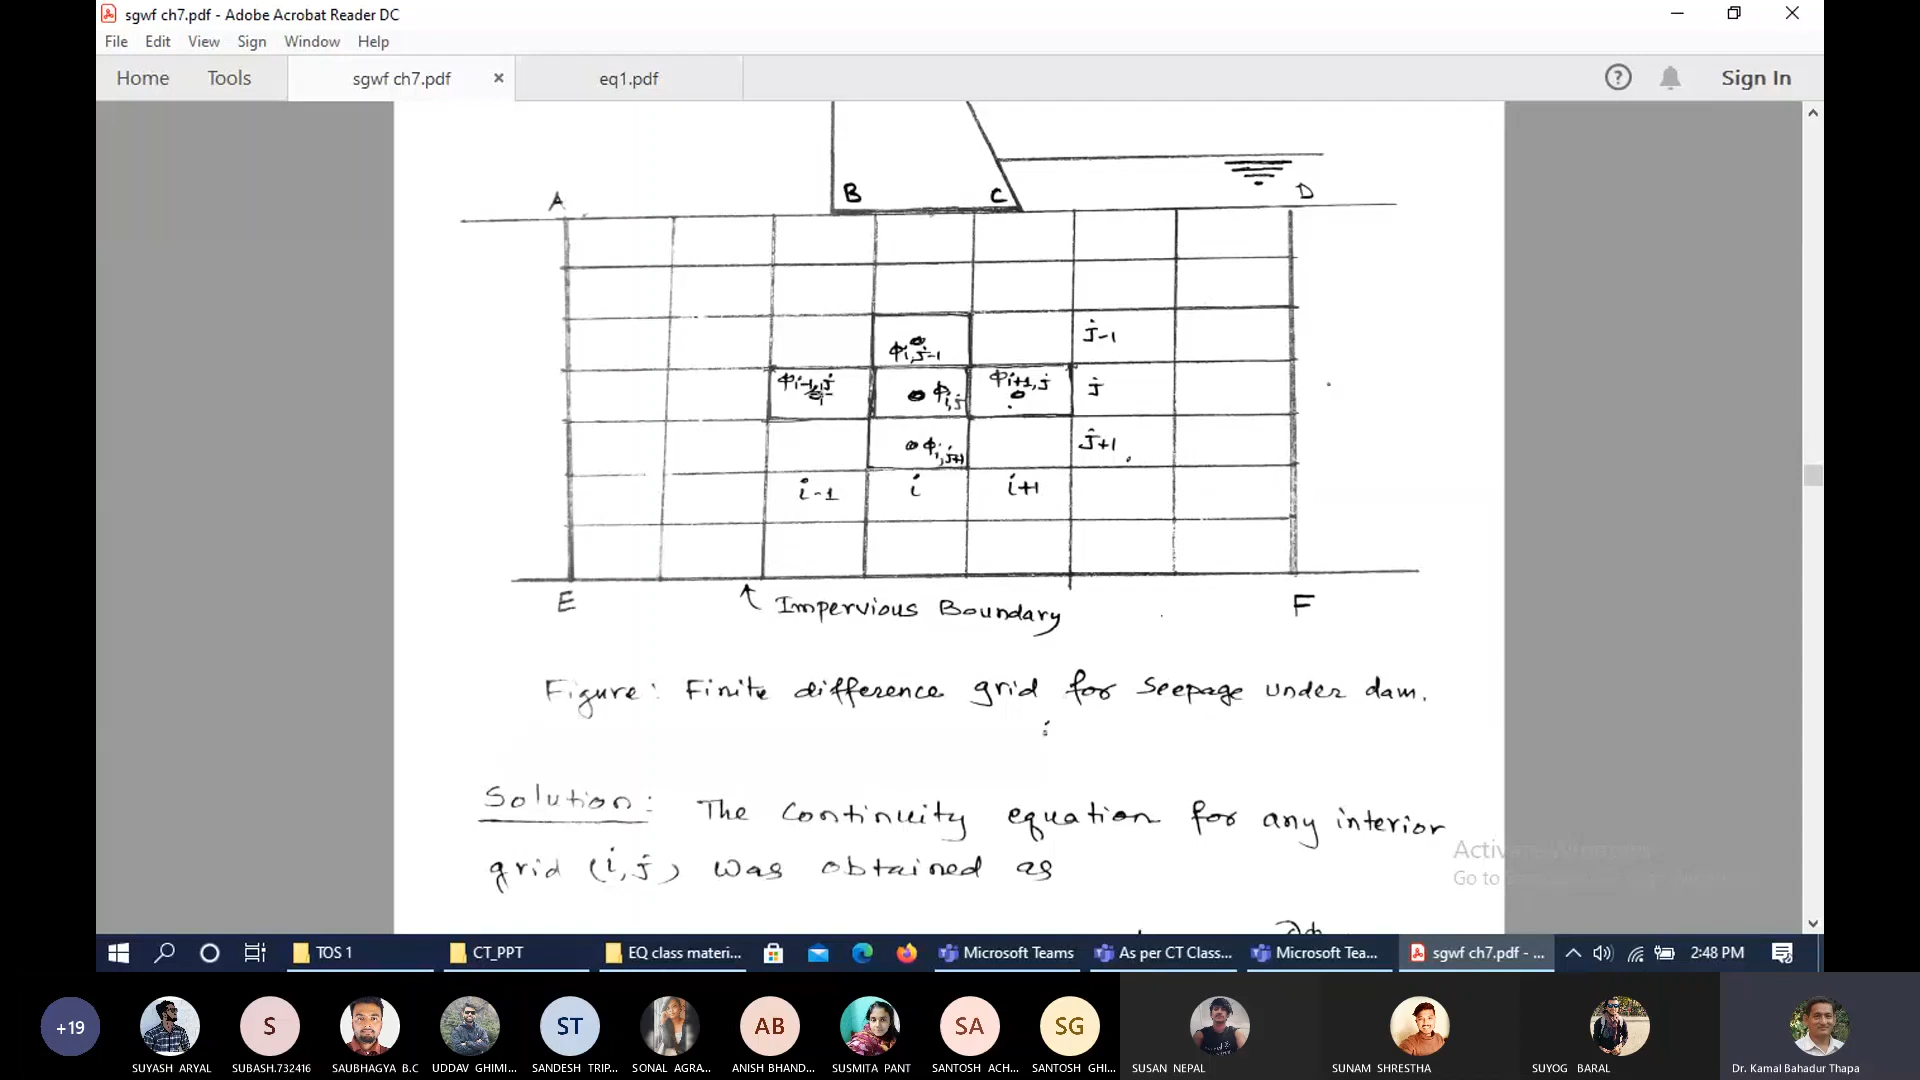 sgwf ch7.pdf - Adobe Acrobat Reader DC
File Edit View Sign Window Help
Home Tools sgwf ch7.pdf × eq1.pdf ? Sign In
A B C D
ϕi,j-1 j-1
ϕi-1,j ϕi,j ϕi+1,j j
ϕi,j+1 j+1
i-1 i i+1
E F
↑ Impervious Boundary
Figure: Finite difference grid for seepage under dam.
Solution: The continuity equation for any interior
grid (i,j) was obtained as
Go to
TOS 1 CT_PPT EQ class materi... Microsoft Teams As per CT Class... Microsoft Tea... sgwf ch7.pdf - ... 2:48 PM
+19 S ST AB SA SG
SUYASH ARYAL SUBASH.732416 SAUBHAGYA B.C UDDAV GHIMI... SANDESH TRIP... SONAL AGRA... ANISH BHAND... SUSMITA PANT SANTOSH ACH... SANTOSH GHI... SUSAN NEPAL SUNAM SHRESTHA SUYOG BARAL Dr. Kamal Bahadur Thapa